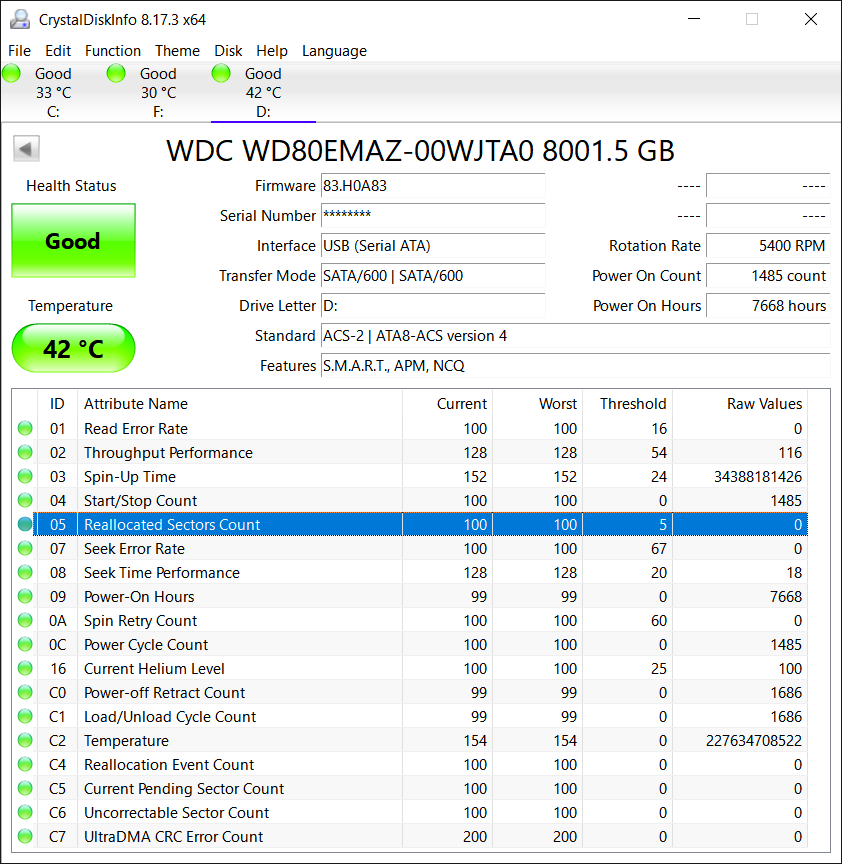 CrystalDiskInfo 8.17.3 x64
File Edit Function Theme Disk Help Language
Good Good Good
33 °C 30 °C 42 °C
C: F: D:
WDC WD80EMAZ-00WJTA0 8001.5 GB
Health Status Firmware 83.H0A83 ---- ----
Serial Number ******** ---- ----
Good Interface USB (Serial ATA) Rotation Rate 5400 RPM
Transfer Mode SATA/600 | SATA/600 Power On Count 1485 count
Temperature Drive Letter D: Power On Hours 7668 hours
42 °C Standard ACS-2 | ATA8-ACS version 4
Features S.M.A.R.T., APM, NCQ
ID Attribute Name Current Worst Threshold Raw Values
01 Read Error Rate 100 100 16 0
02 Throughput Performance 128 128 54 116
03 Spin-Up Time 152 152 24 34388181426
04 Start/Stop Count 100 100 0 1485
05 Reallocated Sectors Count 100 100 5 0
07 Seek Error Rate 100 100 67 0
08 Seek Time Performance 128 128 20 18
09 Power-On Hours 99 99 0 7668
0A Spin Retry Count 100 100 60 0
0C Power Cycle Count 100 100 0 1485
16 Current Helium Level 100 100 25 100
C0 Power-off Retract Count 99 99 0 1686
C1 Load/Unload Cycle Count 99 99 0 1686
C2 Temperature 154 154 0 227634708522
C4 Reallocation Event Count 100 100 0 0
C5 Current Pending Sector Count 100 100 0 0
C6 Uncorrectable Sector Count 100 100 0 0
C7 UltraDMA CRC Error Count 200 200 0 0